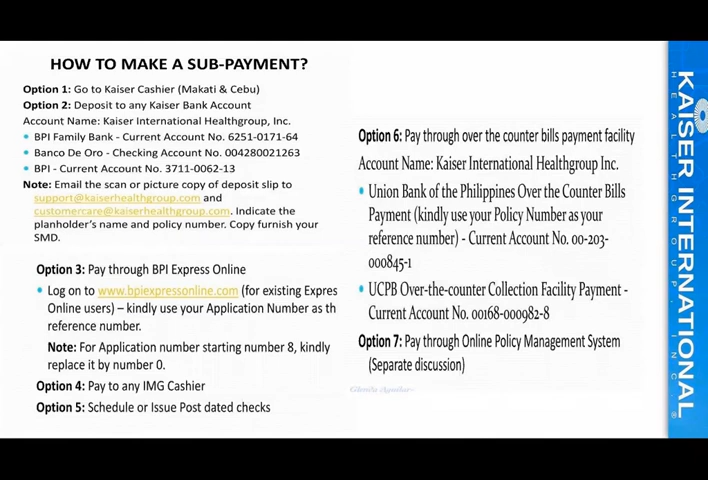 HOW TO MAKE A SUB-PAYMENT?
Option 1: Go to Kaiser Cashier (Makati & Cebu)
Option 2: Deposit to any Kaiser Bank Account
Account Name: Kaiser International Healthgroup, Inc.
• BPI Family Bank - Current Account No. 6251-0171-64
• Banco De Oro - Checking Account No. 004280021263
• BPI - Current Account No. 3711-0062-13
Note: Email the scan or picture copy of deposit slip to
support@kaiserhealthgroup.com and
customercare@kaiserhealthgroup.com. Indicate the
planholder's name and policy number. Copy furnish your
SMD.
Option 3: Pay through BPI Express Online
• Log on to www.bpiexpressonline.com (for existing Expres
Online users) – kindly use your Application Number as th
reference number.
Note: For Application number starting number 8, kindly
replace it by number 0.
Option 4: Pay to any IMG Cashier
Option 5: Schedule or Issue Post dated checks
Option 6: Pay through over the counter bills payment facility
Account Name: Kaiser International Healthgroup Inc.
• Union Bank of the Philippines Over the Counter Bills
Payment (kindly use your Policy Number as your
reference number) - Current Account No. 00-203-
000845-1
• UCPB Over-the-counter Collection Facility Payment -
Current Account No. 00168-000982-8
Option 7: Pay through Online Policy Management System
(Separate discussion)
Glenda Aguilar
KAISER INTERNATIONAL
HEALTHGROUP, INC.